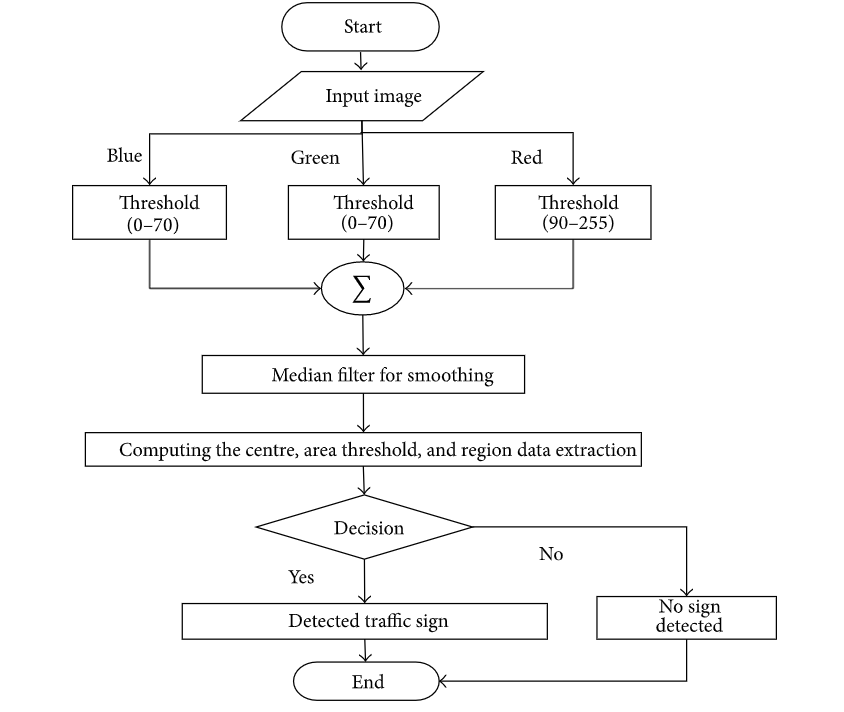 Start
Input image
Blue
Green
Red
Threshold
(0–70)
Threshold
(0–70)
Threshold
(90–255)
∑
Median filter for smoothing
Computing the centre, area threshold, and region data extraction
Decision
No
Yes
Detected traffic sign
No sign
detected
End